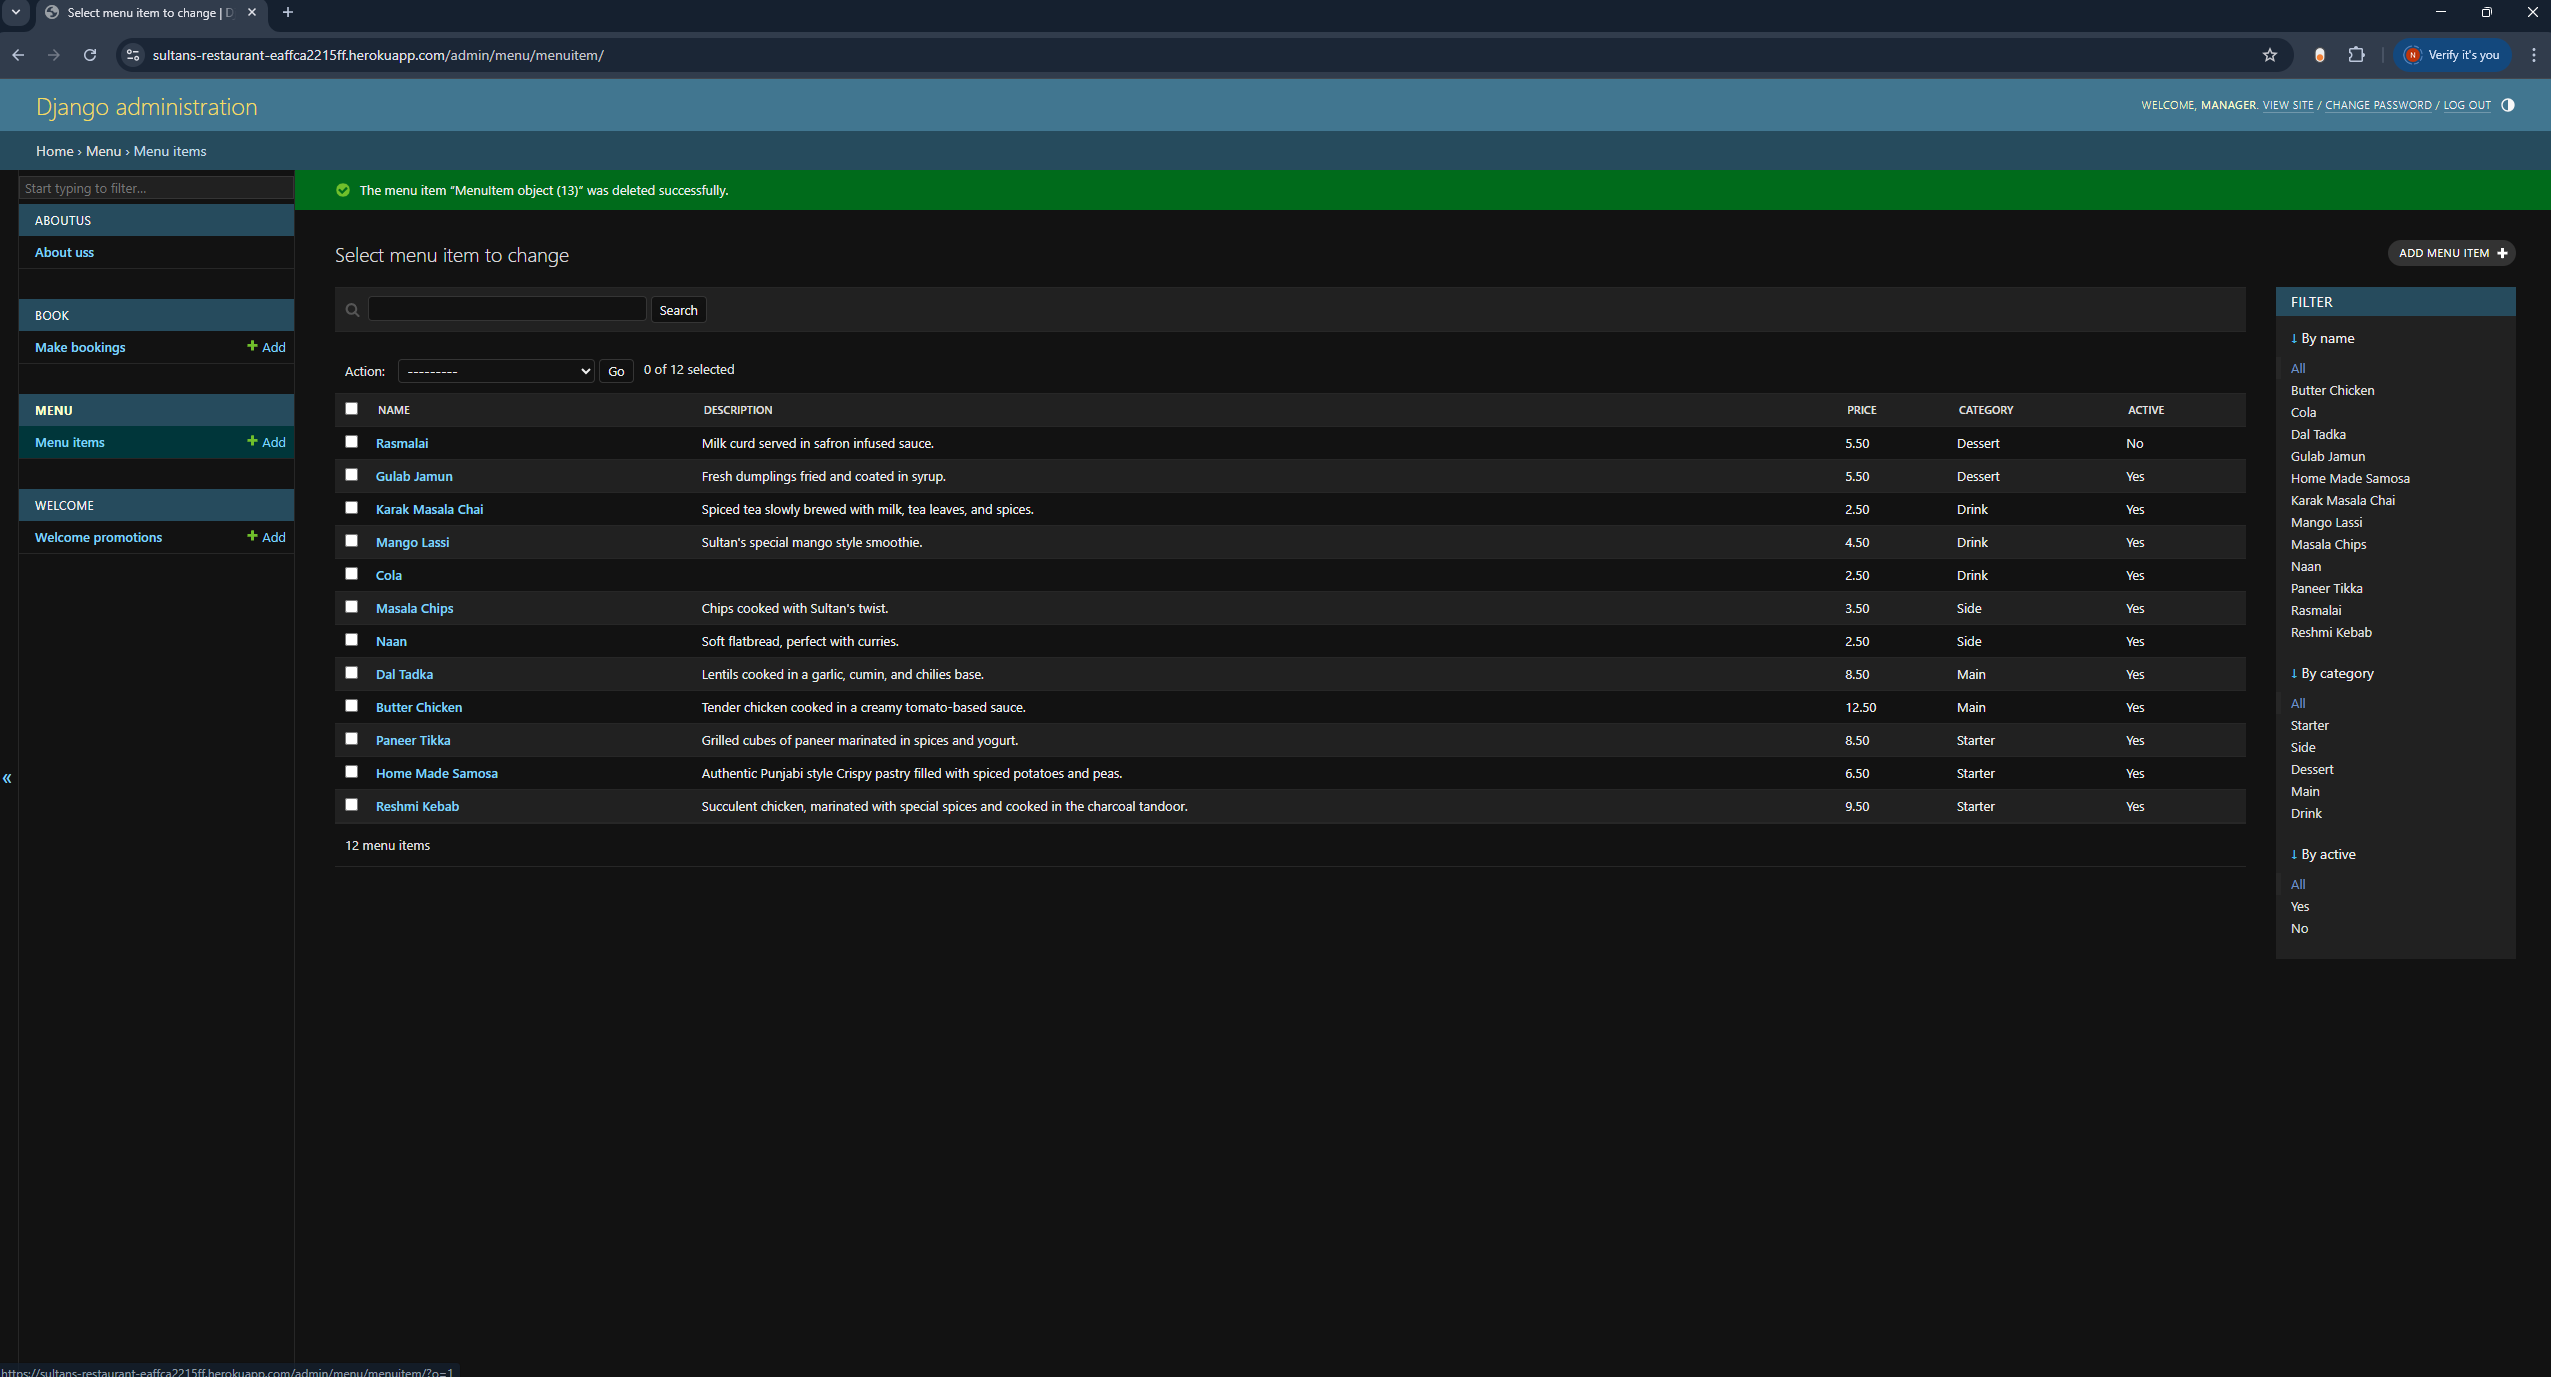 Select menu item to change | D
sultans-restaurant-eaffca2215ff.herokuapp.com/admin/menu/menuitem/
N Verify it's you
Django administration
WELCOME, MANAGER. VIEW SITE / CHANGE PASSWORD / LOG OUT
Home › Menu › Menu items
Start typing to filter...
ABOUTUS
About uss
BOOK
Make bookings + Add
MENU
Menu items + Add
WELCOME
Welcome promotions + Add
«
The menu item “MenuItem object (13)” was deleted successfully.
Select menu item to change
ADD MENU ITEM +
Search
Action: --------- Go 0 of 12 selected
NAME DESCRIPTION PRICE CATEGORY ACTIVE
Rasmalai Milk curd served in safron infused sauce. 5.50 Dessert No
Gulab Jamun Fresh dumplings fried and coated in syrup. 5.50 Dessert Yes
Karak Masala Chai Spiced tea slowly brewed with milk, tea leaves, and spices. 2.50 Drink Yes
Mango Lassi Sultan's special mango style smoothie. 4.50 Drink Yes
Cola 2.50 Drink Yes
Masala Chips Chips cooked with Sultan's twist. 3.50 Side Yes
Naan Soft flatbread, perfect with curries. 2.50 Side Yes
Dal Tadka Lentils cooked in a garlic, cumin, and chilies base. 8.50 Main Yes
Butter Chicken Tender chicken cooked in a creamy tomato-based sauce. 12.50 Main Yes
Paneer Tikka Grilled cubes of paneer marinated in spices and yogurt. 8.50 Starter Yes
Home Made Samosa Authentic Punjabi style Crispy pastry filled with spiced potatoes and peas. 6.50 Starter Yes
Reshmi Kebab Succulent chicken, marinated with special spices and cooked in the charcoal tandoor. 9.50 Starter Yes
12 menu items
FILTER
↓ By name
All
Butter Chicken
Cola
Dal Tadka
Gulab Jamun
Home Made Samosa
Karak Masala Chai
Mango Lassi
Masala Chips
Naan
Paneer Tikka
Rasmalai
Reshmi Kebab
↓ By category
All
Starter
Side
Dessert
Main
Drink
↓ By active
All
Yes
No
https://sultans-restaurant-eaffca2215ff.herokuapp.com/admin/menu/menuitem/?o=1